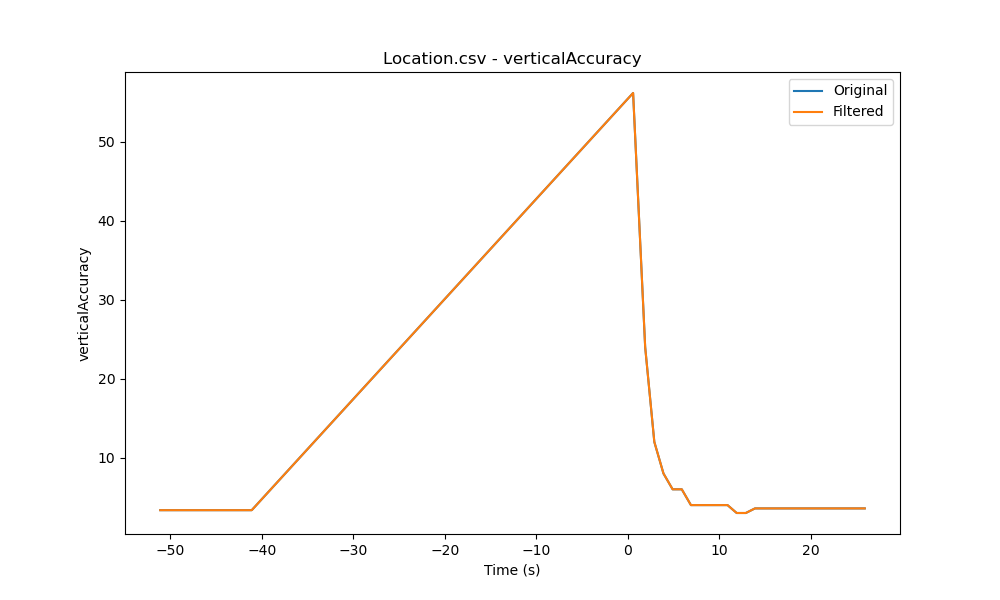 Location.csv - verticalAccuracy
Original
Filtered
verticalAccuracy
50
40
30
20
10
−50 −40 −30 −20 −10 0 10 20
Time (s)